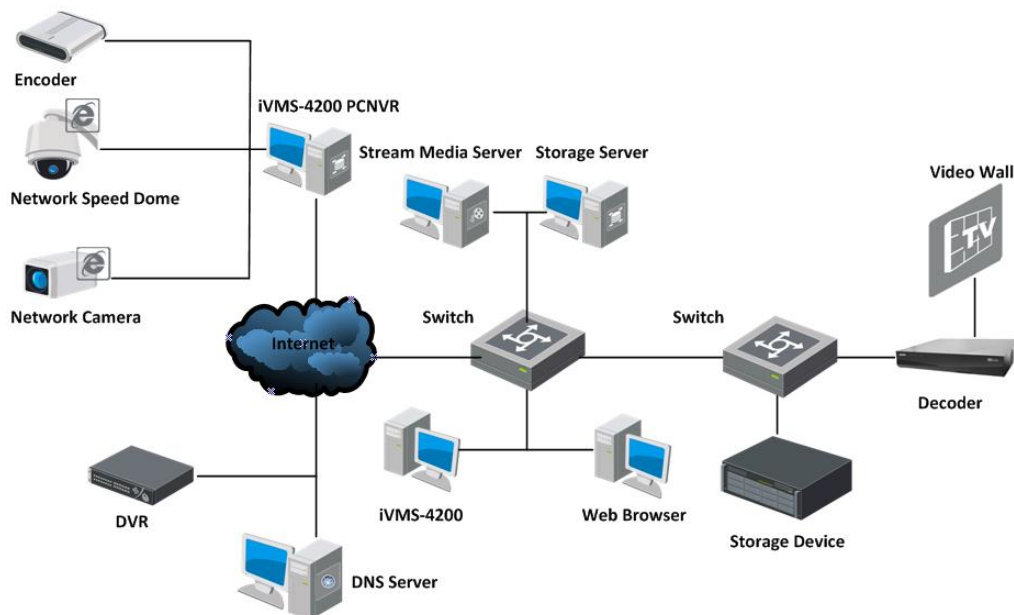 Encoder
iVMS-4200 PCNVR
Stream Media Server
Storage Server
Video Wall
Network Speed Dome
TV
Network Camera
Switch
Switch
Internet
Decoder
iVMS-4200
Web Browser
DVR
Storage Device
DNS Server